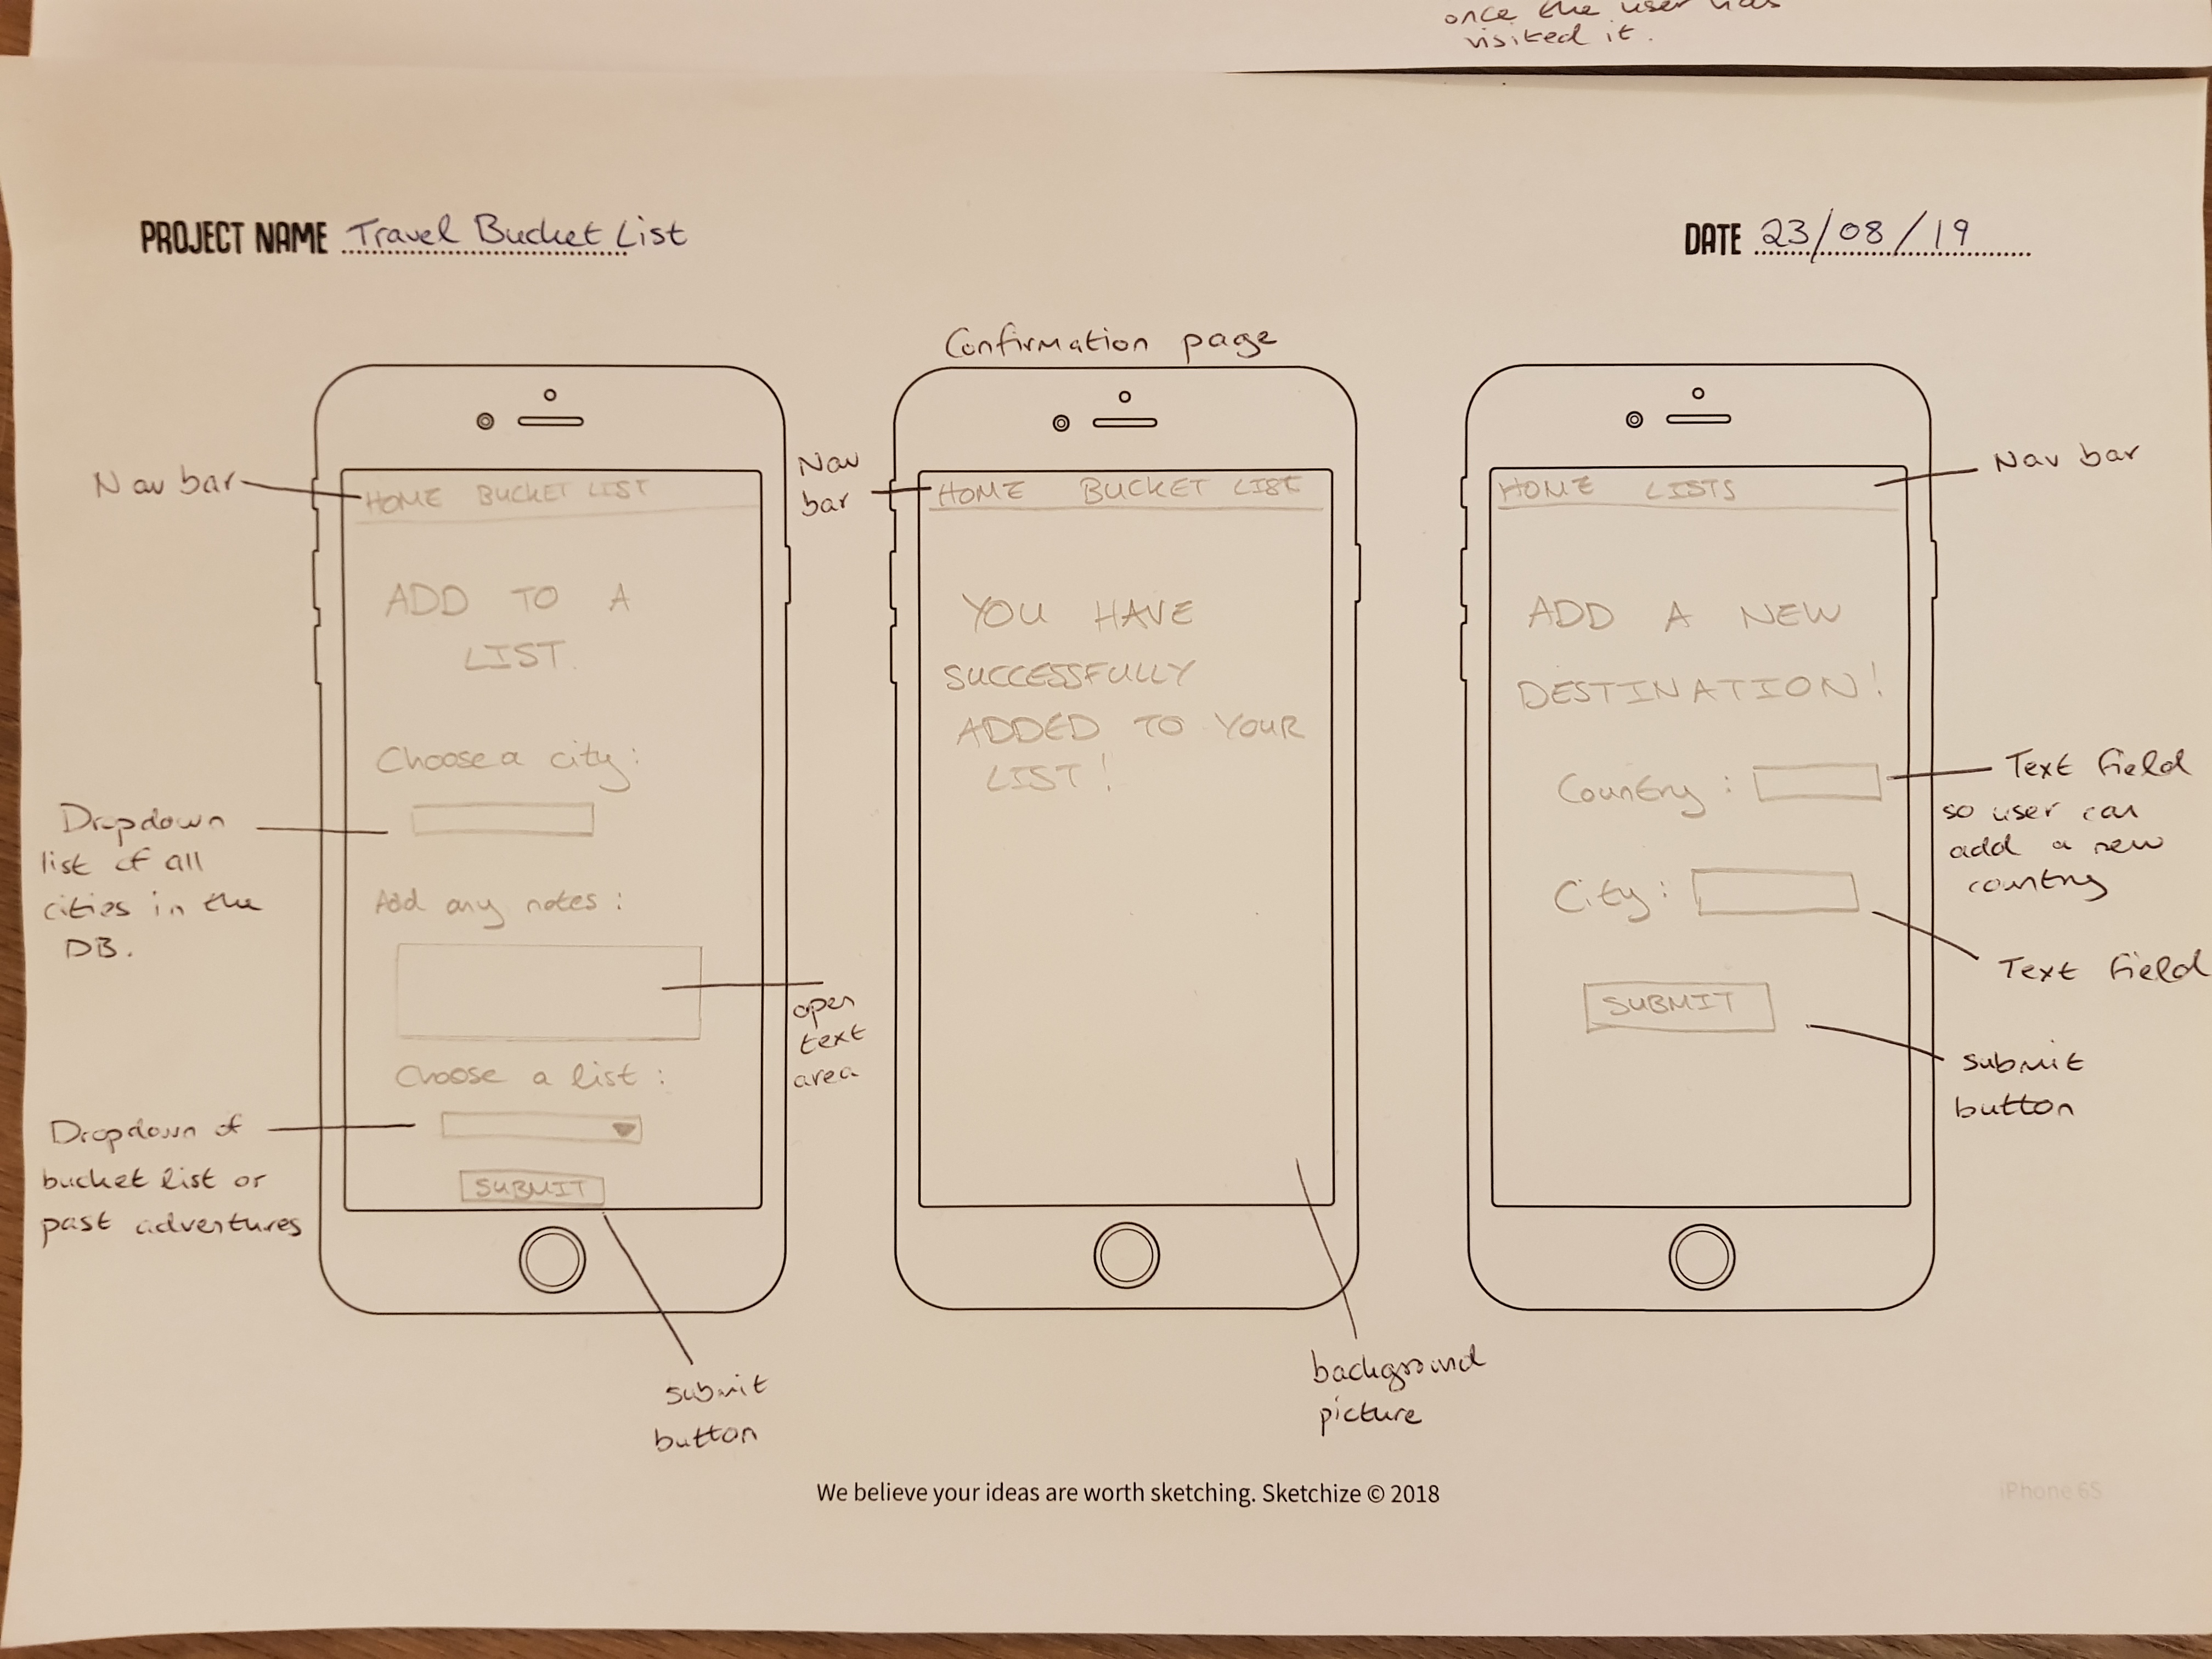 PROJECT NAME Travel Bucket List
DATE 23/08/19
Nav bar
Dropdown
list of all
cities in the
DB.
Dropdown of
bucket list or
past adventures
HOME BUCKET LIST
ADD TO A
LIST.
Choose a city:
Add any notes:
Choose a list:
SUBMIT
open
text
area
submit
button
Confirmation page
Nav
bar
HOME BUCKET LIST
YOU HAVE
SUCCESSFULLY
ADDED TO YOUR
LIST!
background
picture
HOME LISTS
ADD A NEW
DESTINATION!
Country:
City:
SUBMIT
Nav bar
Text field
so user can
add a new
country
Text field
submit
button
We believe your ideas are worth sketching. Sketchize © 2018
iPhone 6S
once the user has
visited it.